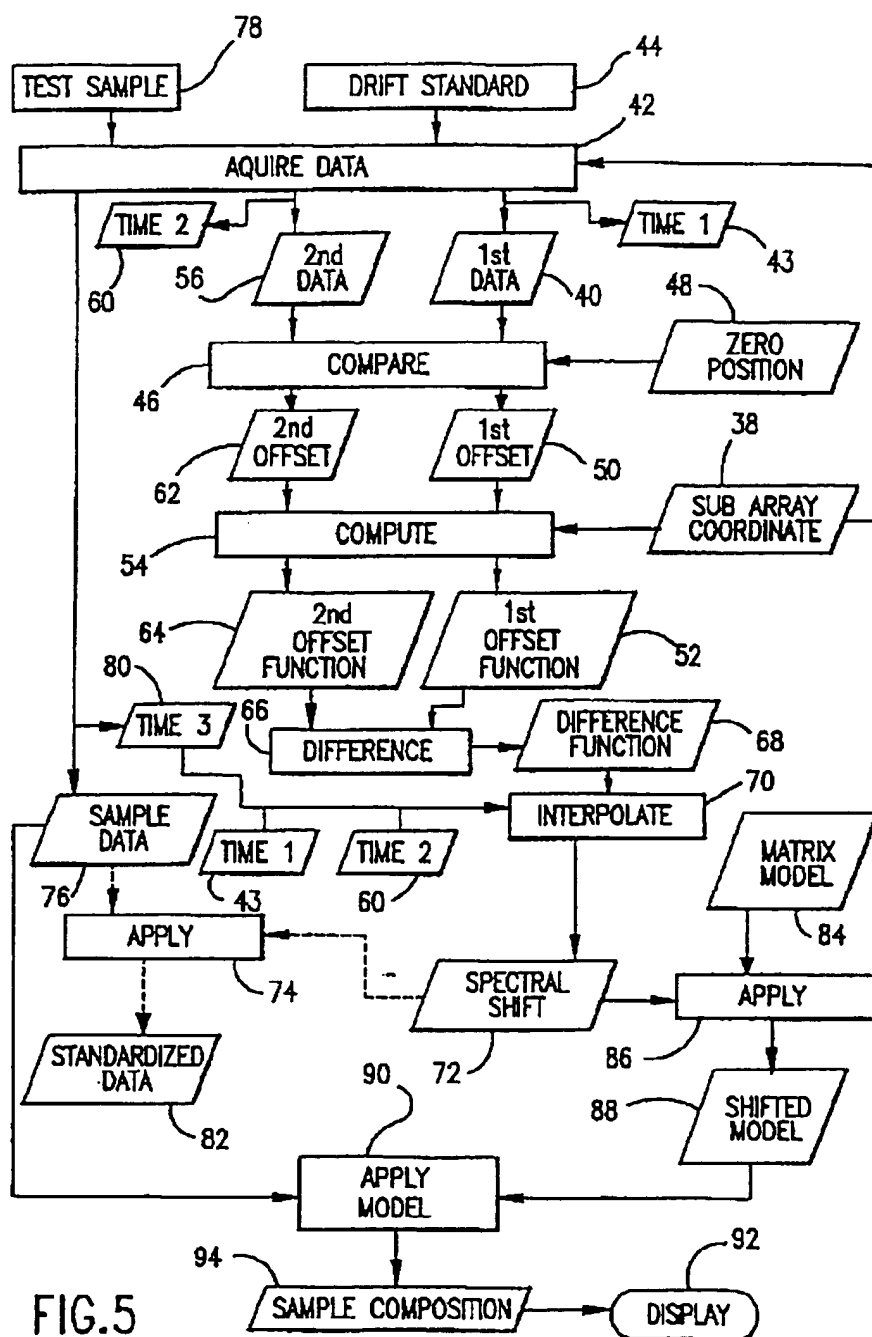 78
44
TEST SAMPLE
DRIFT STANDARD
42
AQUIRE DATA
TIME 2
TIME 1
60
43
56
2nd
DATA
1st
DATA
40
48
ZERO
POSITION
COMPARE
46
38
2nd
OFFSET
1st
OFFSET
62
50
SUB ARRAY
COORDINATE
COMPUTE
54
64
2nd
OFFSET
FUNCTION
1st
OFFSET
FUNCTION
52
80
TIME 3
66
DIFFERENCE
DIFFERENCE
FUNCTION
68
70
INTERPOLATE
SAMPLE
DATA
TIME 1
TIME 2
MATRIX
MODEL
76
43
60
84
APPLY
74
SPECTRAL
SHIFT
APPLY
72
86
STANDARDIZED
DATA
82
90
88
SHIFTED
MODEL
APPLY
MODEL
94
92
SAMPLE COMPOSITION
DISPLAY
FIG.5